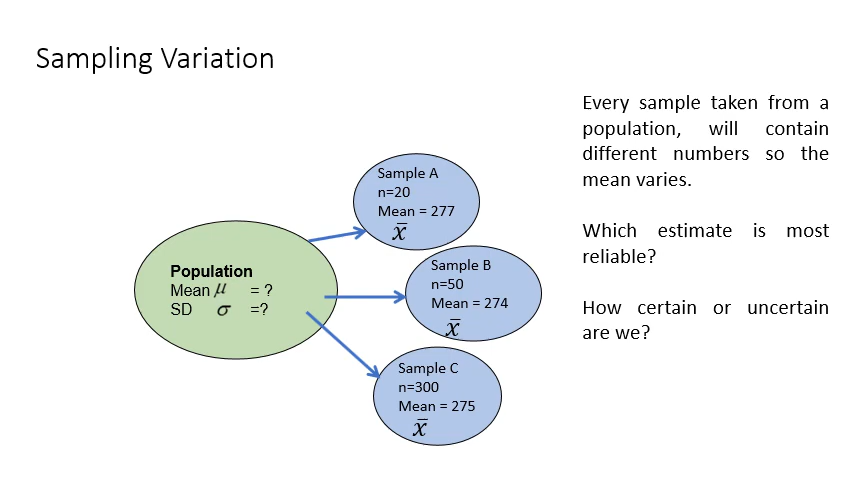 Sampling Variation
Every sample taken from a
population, will contain
different numbers so the
mean varies.
Which estimate is most
reliable?
How certain or uncertain
are we?
Population
Mean μ = ?
SD σ =?
Sample A
n=20
Mean = 277
x̅
Sample B
n=50
Mean = 274
x̅
Sample C
n=300
Mean = 275
x̅